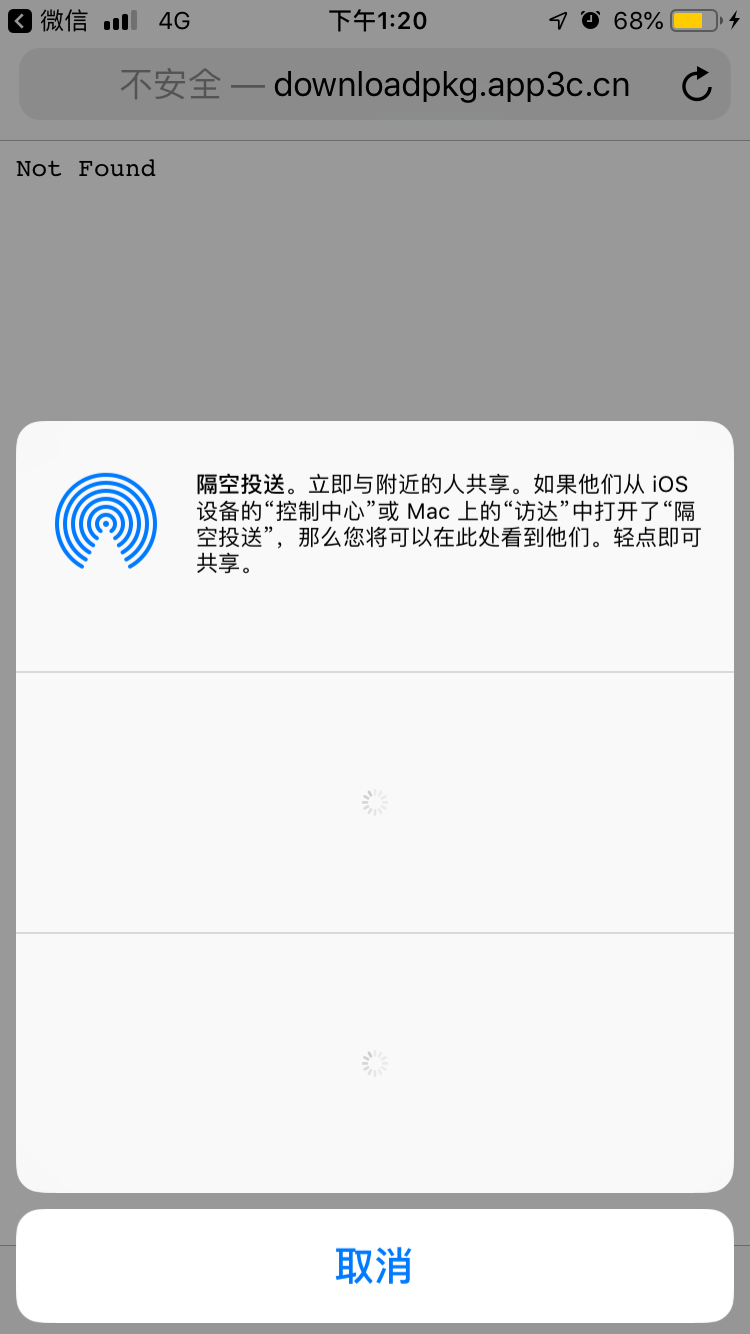 微信 4G 下午1:20 68%
不安全 — downloadpkg.app3c.cn
Not Found
隔空投送。立即与附近的人共享。如果他们从 iOS
设备的“控制中心”或 Mac 上的“访达”中打开了“隔
空投送”，那么您将可以在此处看到他们。轻点即可
共享。
取消